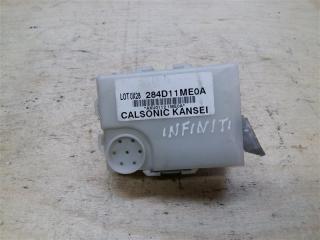 LOT.0X28 284D11ME0A
CALSONIC KANSEI
INFINITI